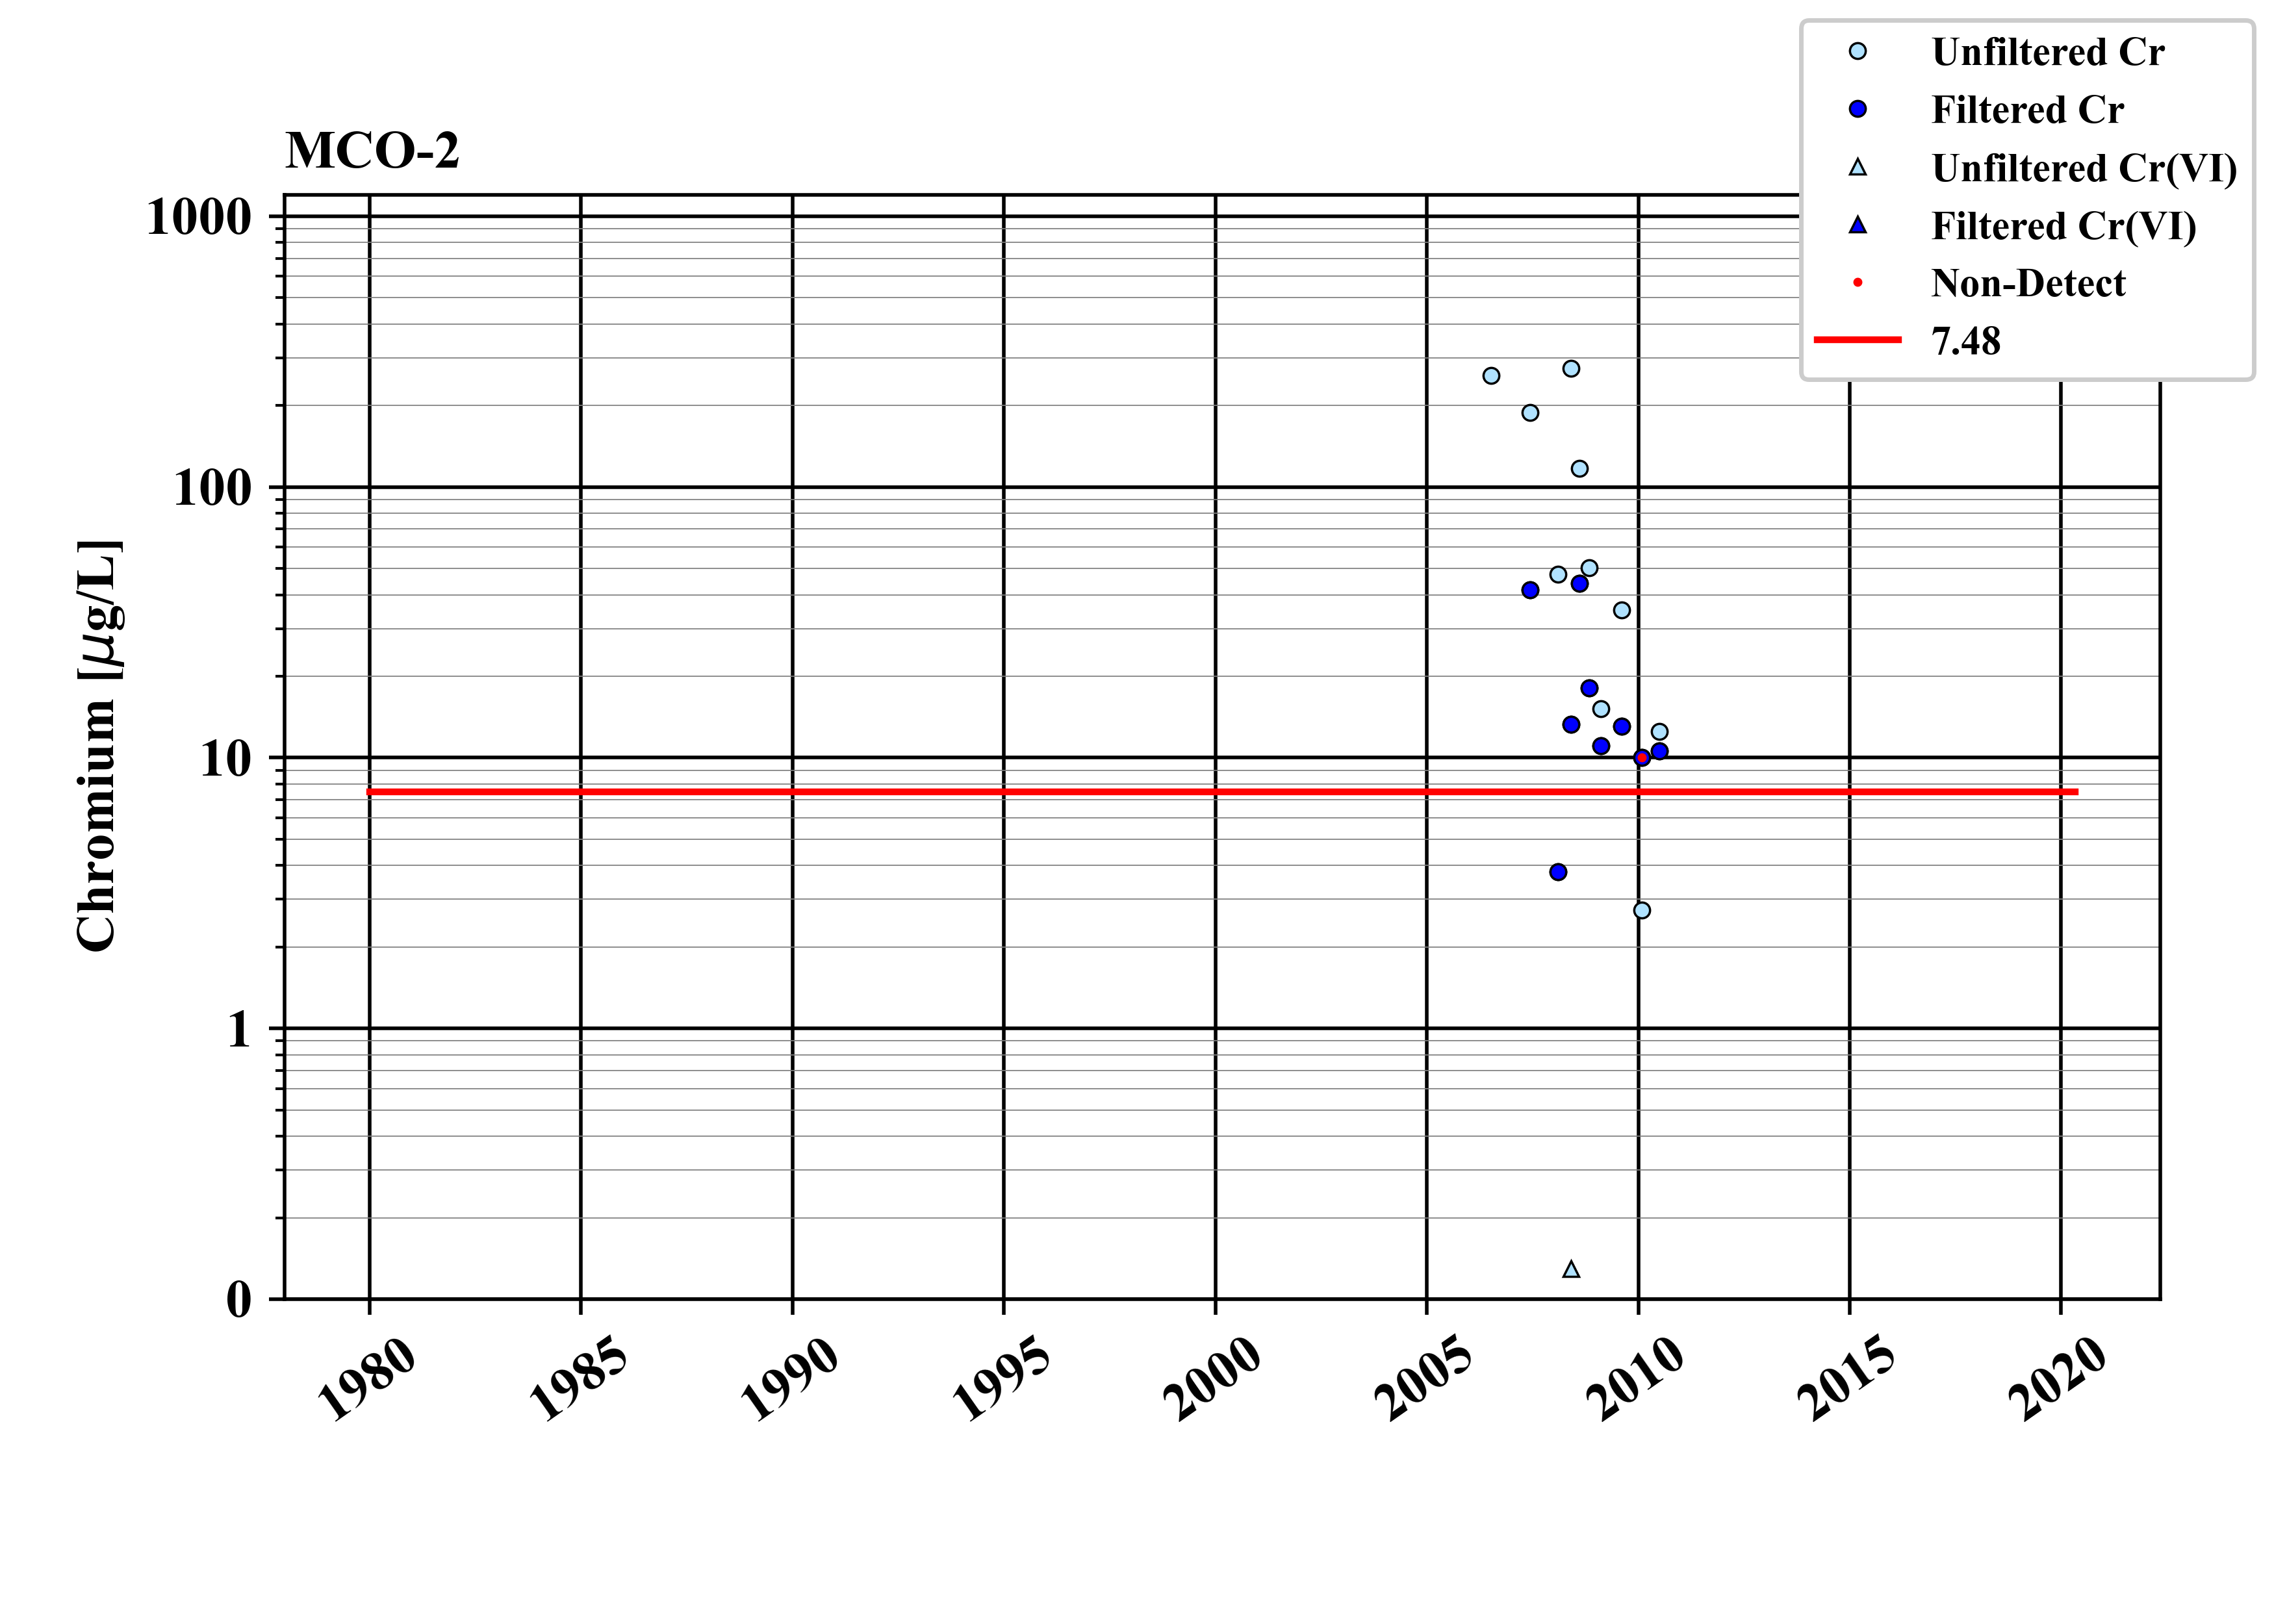 Unfiltered Cr
Filtered Cr
Unfiltered Cr(VI)
Filtered Cr(VI)
Non-Detect
7.48
MCO-2
Chromium [μg/L]
1000
100
10
1
0
1980
1985
1990
1995
2000
2005
2010
2015
2020